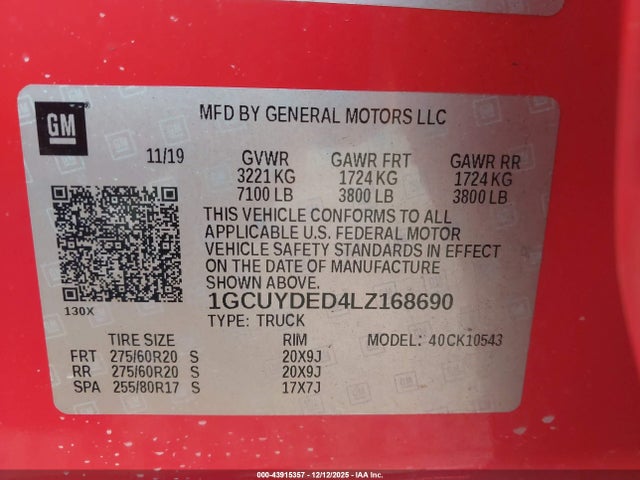 GM
MFD BY GENERAL MOTORS LLC
11/19 GVWR GAWR FRT GAWR RR
3221 KG 1724 KG 1724 KG
7100 LB 3800 LB 3800 LB
THIS VEHICLE CONFORMS TO ALL
APPLICABLE U.S. FEDERAL MOTOR
VEHICLE SAFETY STANDARDS IN EFFECT
ON THE DATE OF MANUFACTURE
SHOWN ABOVE.
1GCUYDED4LZ168690
130X
TYPE: TRUCK
TIRE SIZE RIM MODEL: 40CK10543
FRT 275/60R20 S 20X9J
RR 275/60R20 S 20X9J
SPA 255/80R17 S 17X7J
000-43915357 - 12/12/2025 - IAA Inc.